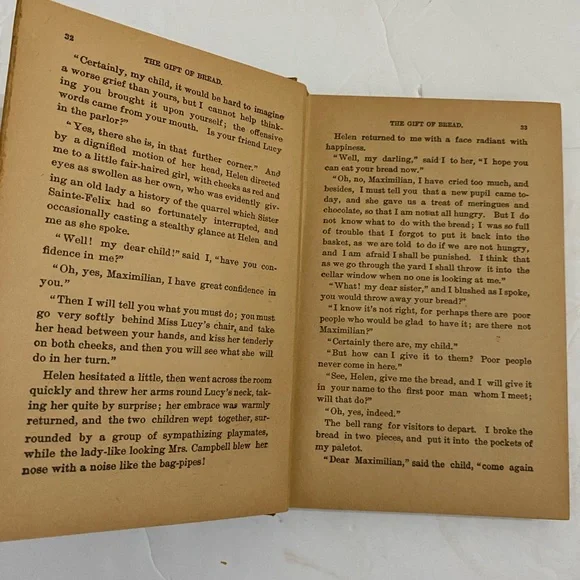 32
THE GIFT OF BREAD.
"Certainly, my child, it would be hard to imagine
a worse grief than yours, but I cannot help think-
ing you brought it upon yourself; the offensive
words came from your mouth. Is your friend Lucy
in the parlor?"
"Yes, there she is, in that further corner." And
by a dignified motion of her head, Helen directed
me to a little fair-haired girl, with cheeks as red and
eyes as swollen as her own, who was evidently giv-
ing an old lady a history of the quarrel which Sister
Sainte-Felix had so fortunately interrupted, and
occasionally casting a stealthy glance at Helen and
me as she spoke.
"Well! my dear child!" said I, "have you con-
fidence in me?"
"Oh, yes, Maximilian, I have great confidence in
you."
"Then I will tell you what you must do; you must
go very softly behind Miss Lucy's chair, and take
her head between your hands, and kiss her tenderly
on both cheeks, and then you will see what she will
do in her turn."
Helen hesitated a little, then went across the room
quickly and threw her arms round Lucy's neck, tak-
ing her quite by surprise; her embrace was warmly
returned, and the two children wept together, sur-
rounded by a group of sympathizing playmates,
while the lady-like looking Mrs. Campbell blew her
nose with a noise like the bag-pipes!
THE GIFT OF BREAD.
33
Helen returned to me with a face radiant with
happiness.
"Well, my darling," said I to her, "I hope you
can eat your bread now."
"Oh, no, Maximilian, I have cried too much, and
besides, I must tell you that a new pupil came to-
day, and she gave us a treat of meringues and
chocolate, so that I am not at all hungry. But I do
not know what to do with the bread; I was so full
of trouble that I forgot to put it back into the
basket, as we are told to do if we are not hungry,
and I am afraid I shall be punished. I think that
as we go through the yard I shall throw it into the
cellar window when no one is looking at me."
"What! my dear sister," and I blushed as I spoke,
you would throw away your bread?"
"I know it's not right, for perhaps there are poor
people who would be glad to have it; are there not
Maximilian?"
"Certainly there are, my child."
"But how can I give it to them? Poor people
never come in here."
"See, Helen, give me the bread, and I will give it
in your name to the first poor man whom I meet;
will that do?"
"Oh, yes, indeed."
The bell rang for visitors to depart. I broke the
bread in two pieces, and put it into the pockets of
my paletot.
"Dear Maximilian," said the child, "come again